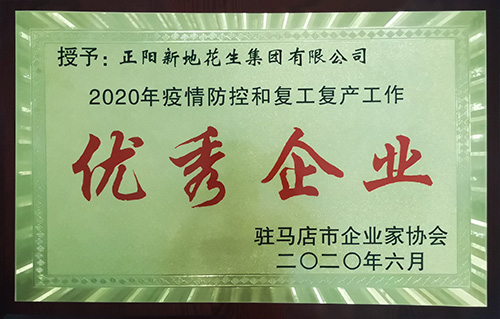 授予：正阳新地花生集团有限公司
2020年疫情防控和复工复产工作
优秀企业
驻马店市企业家协会
二〇二〇年六月